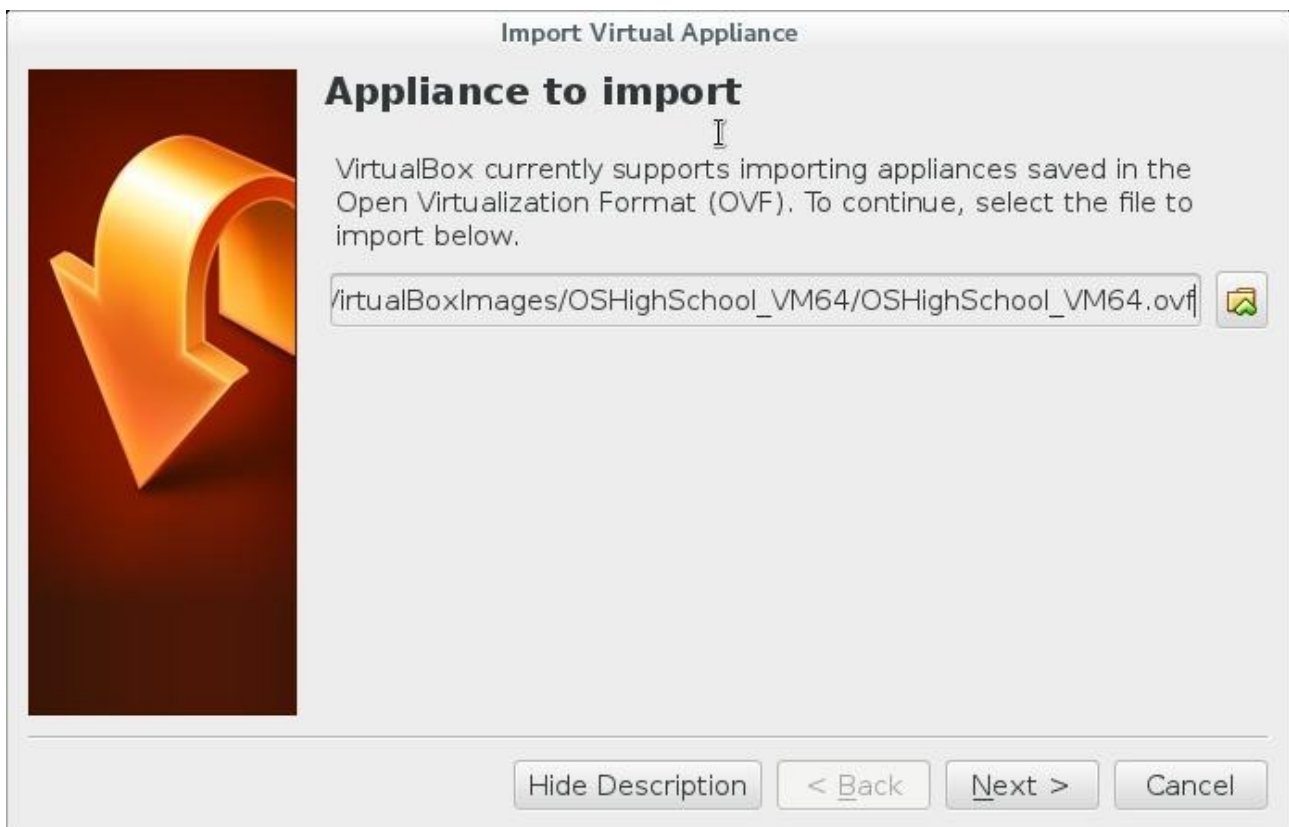 Import Virtual Appliance
Appliance to import
VirtualBox currently supports importing appliances saved in the
Open Virtualization Format (OVF). To continue, select the file to
import below.
/irtualBoxImages/OSHighSchool_VM64/OSHighSchool_VM64.ovf
Hide Description < Back Next > Cancel